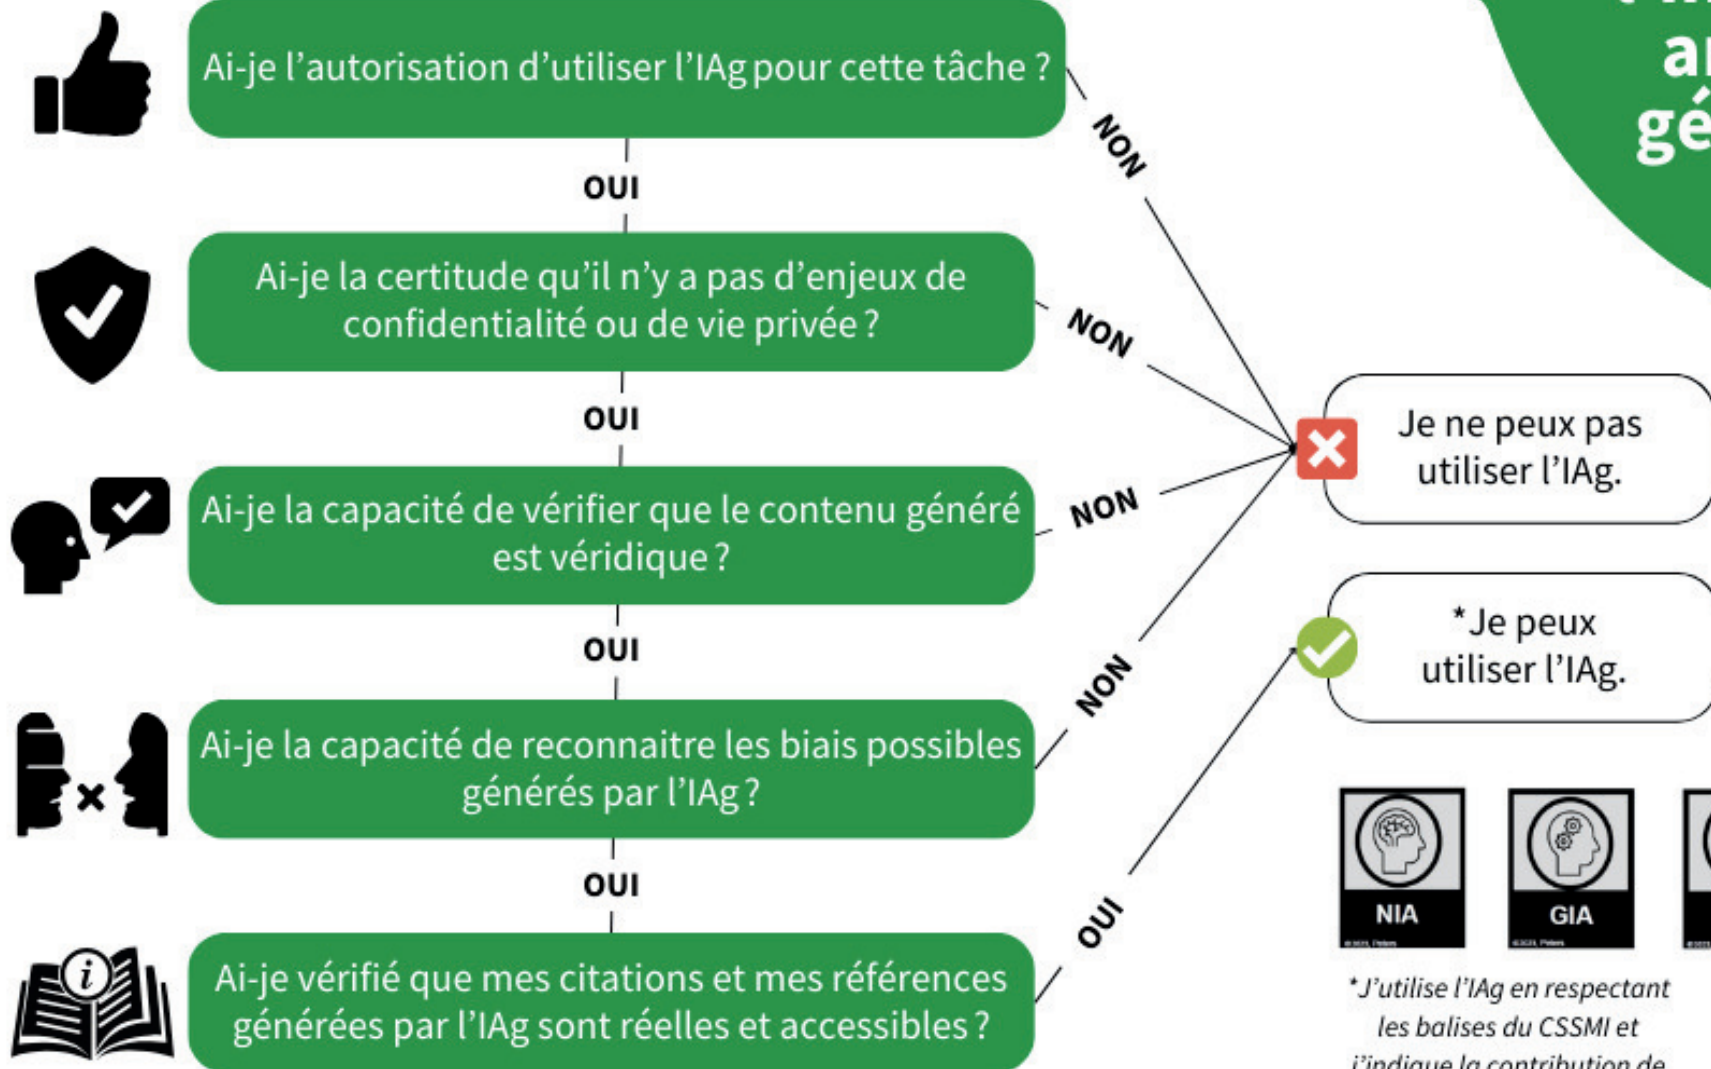 Ai-je l'autorisation d'utiliser l'IAg pour cette tâche ?
NON
OUI
Ai-je la certitude qu'il n'y a pas d'enjeux de
confidentialité ou de vie privée ?
NON
OUI
Je ne peux pas
utiliser l'IAg.
Ai-je la capacité de vérifier que le contenu généré
est véridique ?
NON
OUI
*Je peux
utiliser l'IAg.
Ai-je la capacité de reconnaitre les biais possibles
générés par l'IAg ?
NON
OUI
Ai-je vérifié que mes citations et mes références
générées par l'IAg sont réelles et accessibles ?
OUI
NIA
GIA
*J'utilise l'IAg en respectant
les balises du CSSMI et
j'indique la contribution de